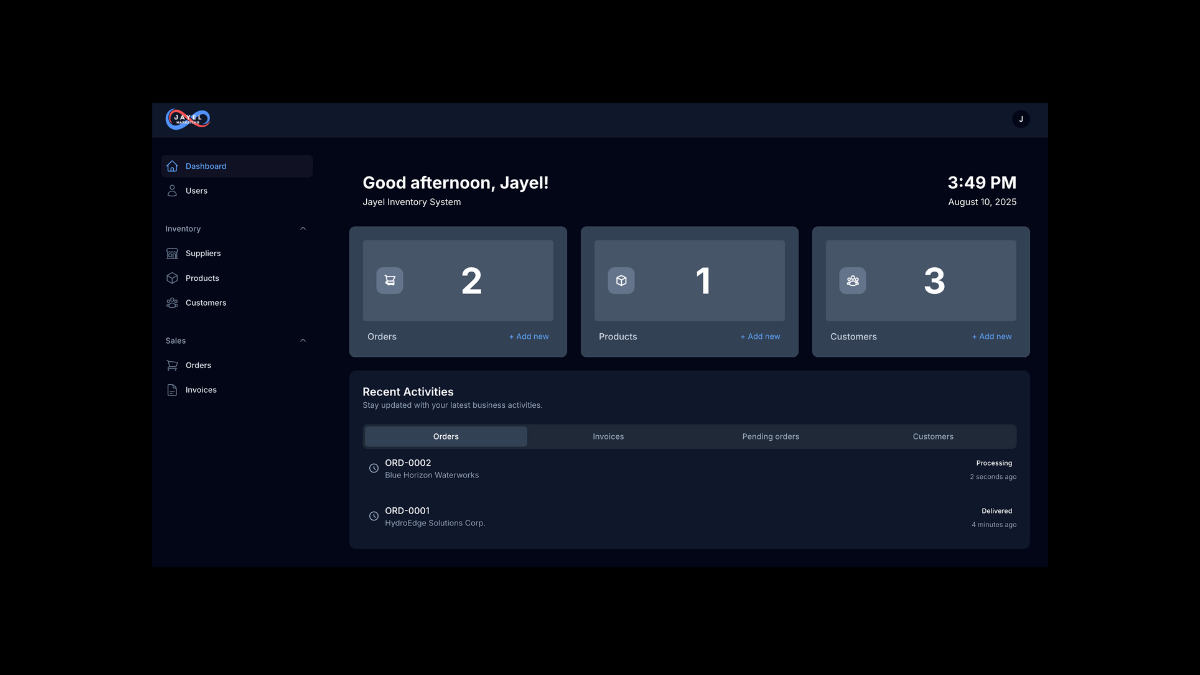 JAYEL
MARKETING
J
Dashboard
Users
Inventory
Suppliers
Products
Customers
Sales
Orders
Invoices
Good afternoon, Jayel!
Jayel Inventory System
3:49 PM
August 10, 2025
2
Orders
+ Add new
1
Products
+ Add new
3
Customers
+ Add new
Recent Activities
Stay updated with your latest business activities.
Orders
Invoices
Pending orders
Customers
ORD-0002
Processing
Blue Horizon Waterworks
2 seconds ago
ORD-0001
Delivered
HydroEdge Solutions Corp.
4 minutes ago